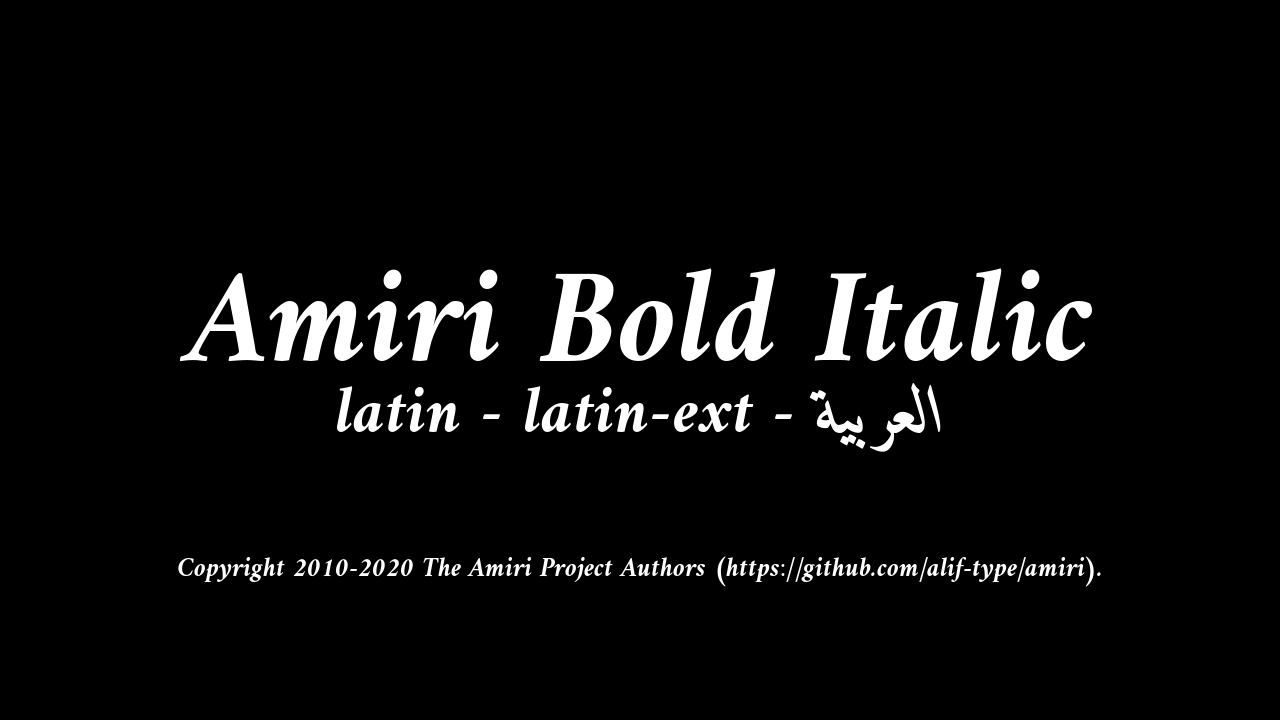 Amiri Bold Italic
latin - latin-ext - العربية
Copyright 2010-2020 The Amiri Project Authors (https://github.com/alif-type/amiri).